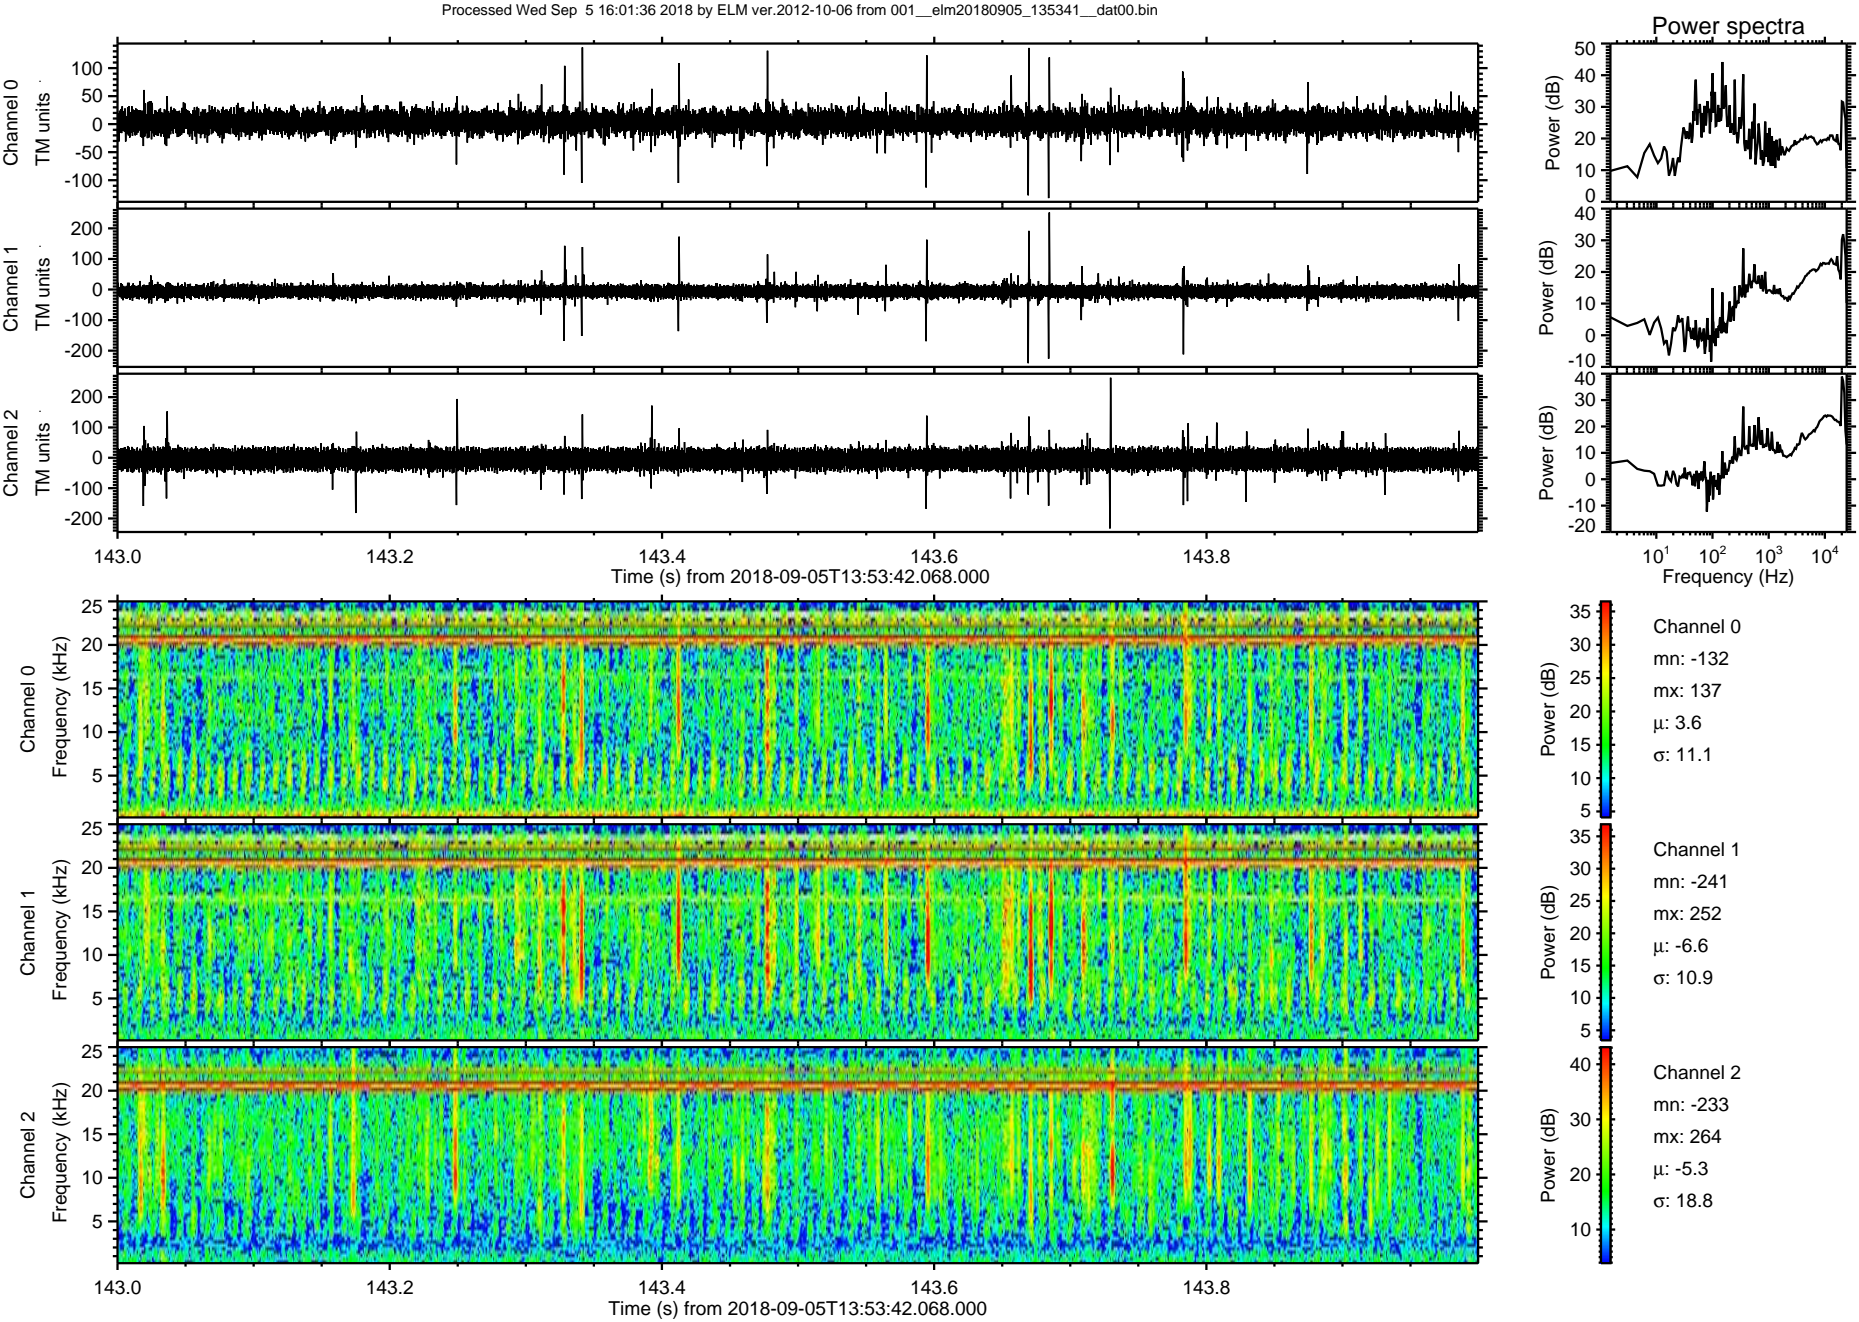 Processed Wed Sep  5 16:01:36 2018 by ELM ver.2012-10-06 from 001__elm20180905_135341__dat00.bin
Power spectra
Channel 0
TM units
100
50
0
-50
-100
Power (dB)
50
40
30
20
10
0
Channel 1
TM units
200
100
0
-100
-200
Power (dB)
40
30
20
10
0
-10
Channel 2
TM units
200
100
0
-100
-200
Power (dB)
40
30
20
10
0
-10
-20
143.0 143.2 143.4 143.6 143.8
Time (s) from 2018-09-05T13:53:42.068.000
10¹ 10² 10³ 10⁴
Frequency (Hz)
Channel 0
Frequency (kHz)
25
20
15
10
5
Power (dB)
35
30
25
20
15
10
5
Channel 0
mn: -132
mx: 137
μ: 3.6
σ: 11.1
Channel 1
Frequency (kHz)
25
20
15
10
5
Power (dB)
35
30
25
20
15
10
5
Channel 1
mn: -241
mx: 252
μ: -6.6
σ: 10.9
Channel 2
Frequency (kHz)
25
20
15
10
5
Power (dB)
40
30
20
10
Channel 2
mn: -233
mx: 264
μ: -5.3
σ: 18.8
143.0 143.2 143.4 143.6 143.8
Time (s) from 2018-09-05T13:53:42.068.000